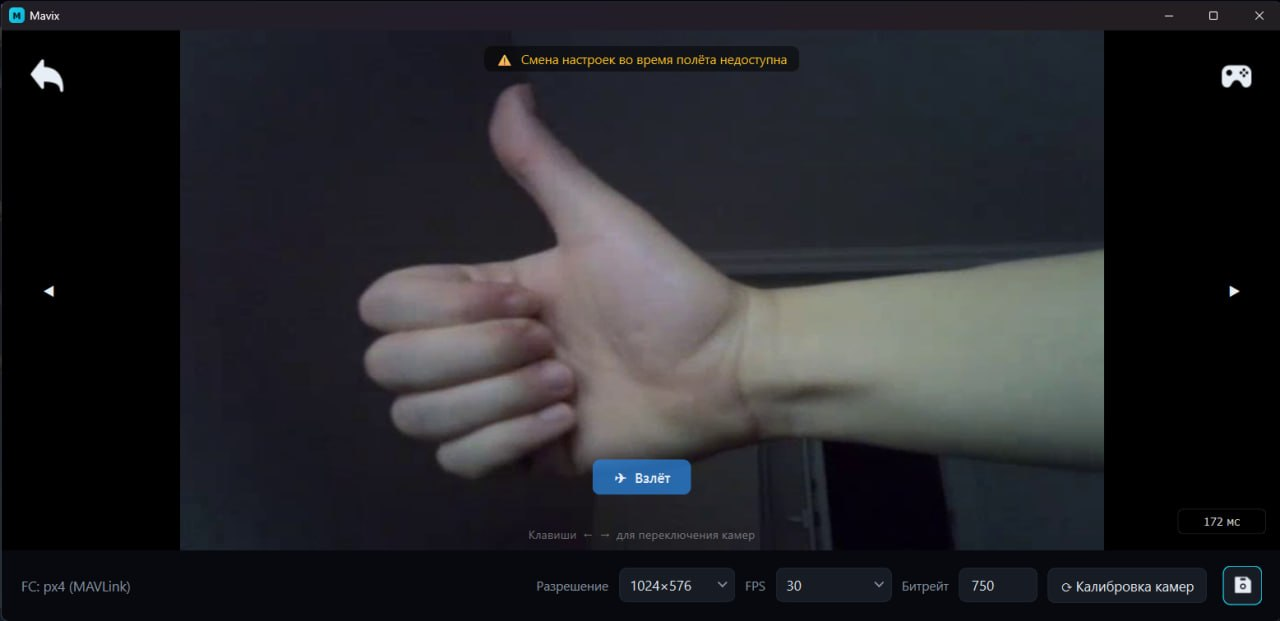 Mavix
⚠ Смена настроек во время полёта недоступна
✈ Взлёт
Клавиши ← → для переключения камер
172 мс
FC: px4 (MAVLink)
Разрешение 1024×576 FPS 30 Битрейт 750 ⟳ Калибровка камер